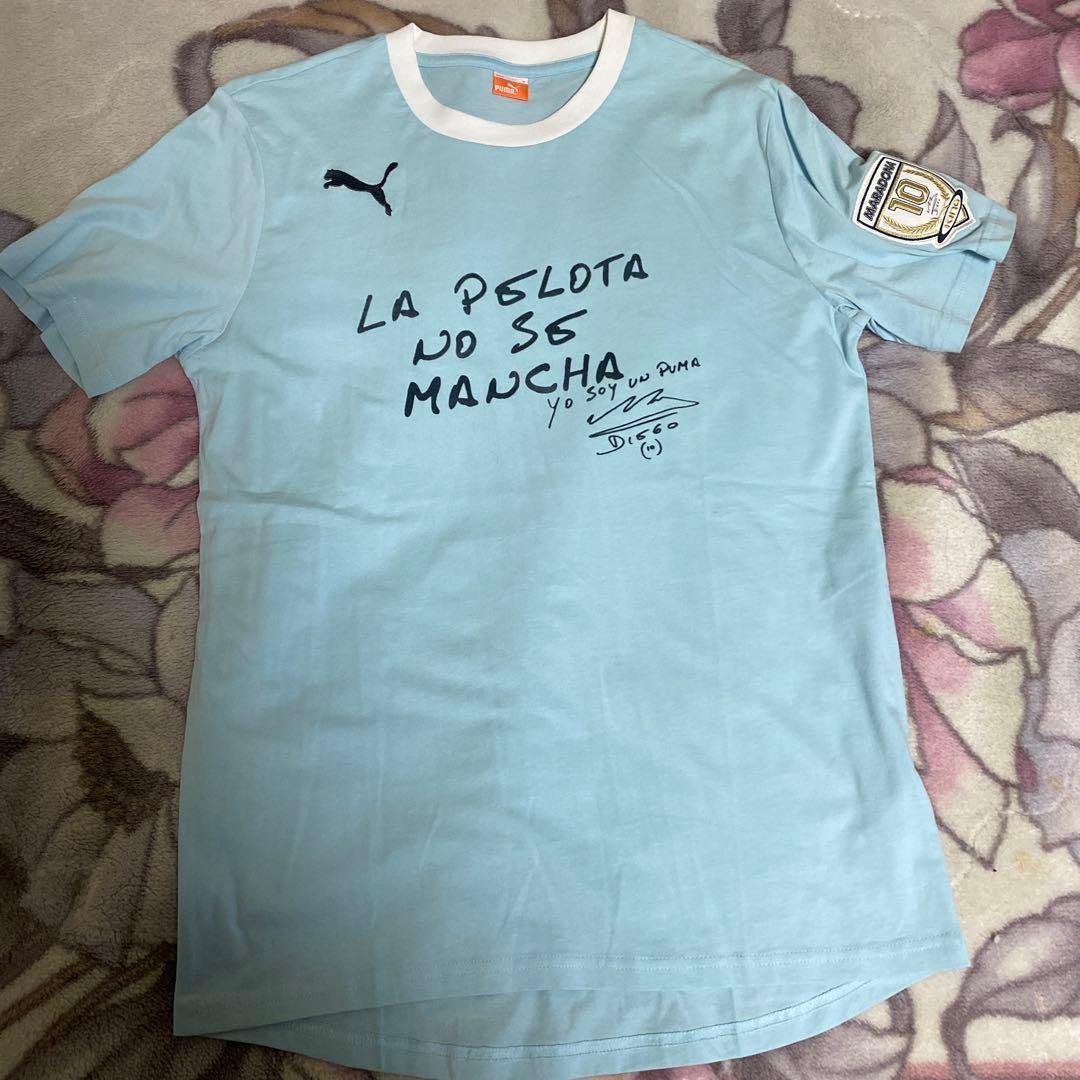 PUMA
MARADONA
10
LA PELOTA
NO SE
MANCHA
YO SOY UN PUMA
DIEGO
(10)